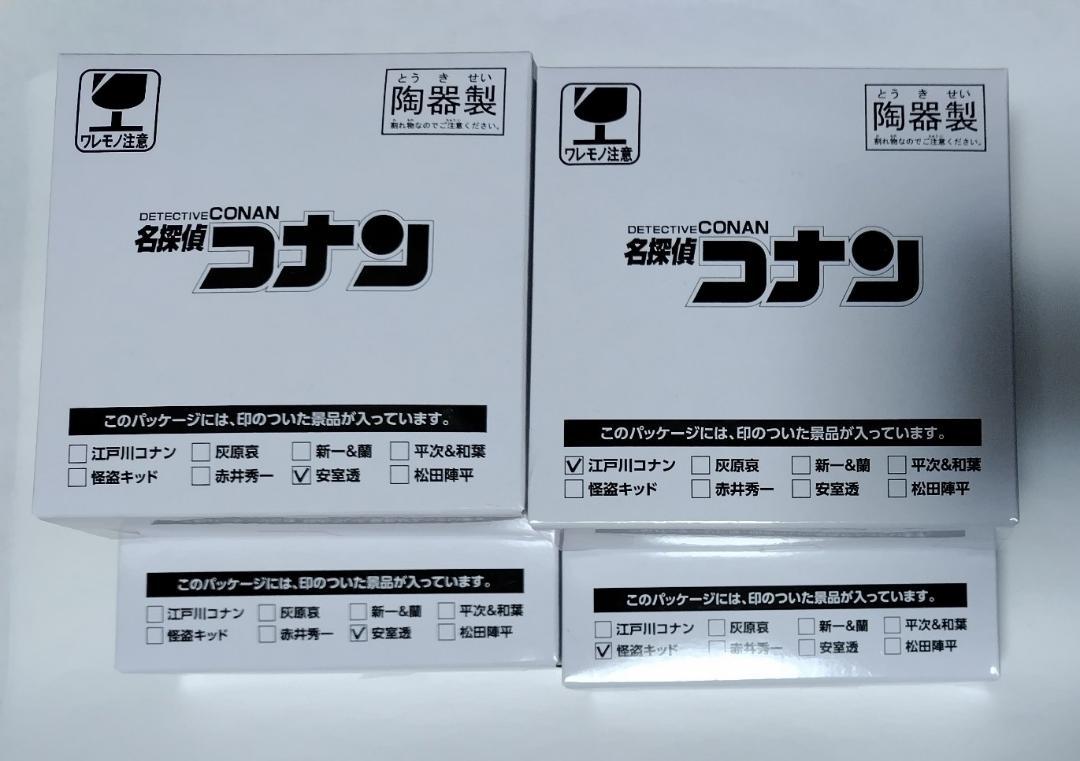 ワレモノ注意
とうきせい
陶器製
割れ物なのでご注意ください。
DETECTIVE CONAN
名探偵コナン
このパッケージには、印のついた景品が入っています。
江戸川コナン 灰原哀 新一&蘭 平次&和葉
怪盗キッド 赤井秀一 安室透 松田陣平
ワレモノ注意
とうきせい
陶器製
割れ物なのでご注意ください。
DETECTIVE CONAN
名探偵コナン
このパッケージには、印のついた景品が入っています。
江戸川コナン 灰原哀 新一&蘭 平次&和葉
怪盗キッド 赤井秀一 安室透 松田陣平
このパッケージには、印のついた景品が入っています。
江戸川コナン 灰原哀 新一&蘭 平次&和葉
怪盗キッド 赤井秀一 安室透 松田陣平
このパッケージには、印のついた景品が入っています。
江戸川コナン 灰原哀 新一&蘭 平次&和葉
怪盗キッド 赤井秀一 安室透 松田陣平